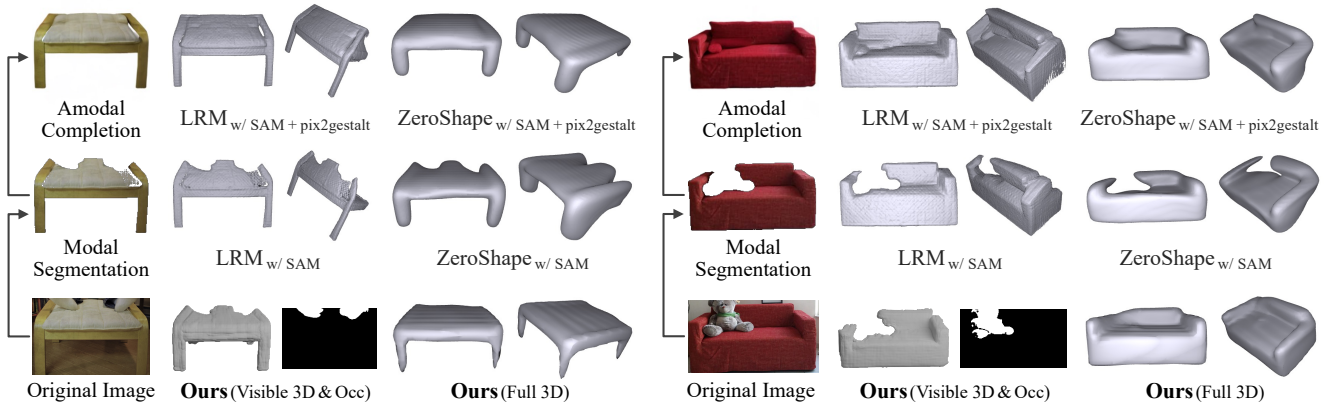 Amodal
Completion
LRM w/ SAM + pix2gestalt
ZeroShape w/ SAM + pix2gestalt
Amodal
Completion
LRM w/ SAM + pix2gestalt
ZeroShape w/ SAM + pix2gestalt
Modal
Segmentation
LRM w/ SAM
ZeroShape w/ SAM
Modal
Segmentation
LRM w/ SAM
ZeroShape w/ SAM
Original Image
Ours (Visible 3D & Occ)
Ours (Full 3D)
Original Image
Ours (Visible 3D & Occ)
Ours (Full 3D)